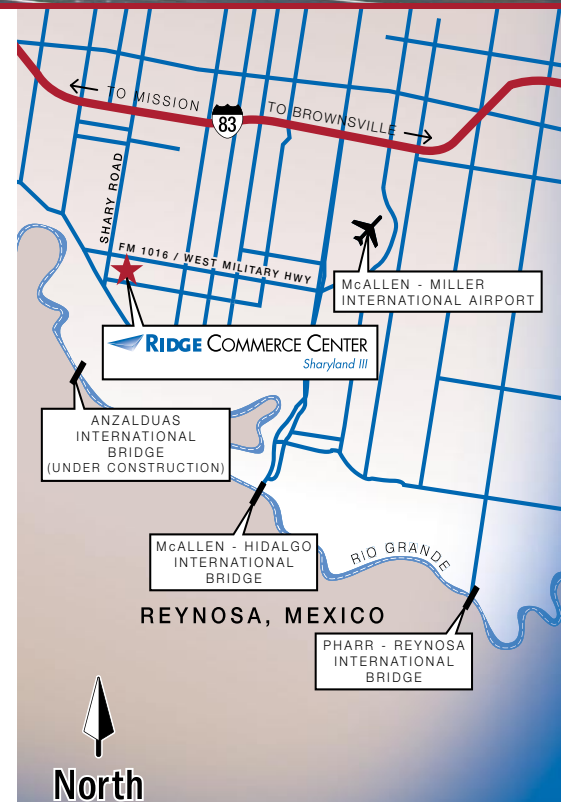 TO MISSION
83
TO BROWNSVILLE
SHARY ROAD
FM 1016 / WEST MILITARY HWY
McALLEN - MILLER
INTERNATIONAL AIRPORT
RIDGE COMMERCE CENTER
Sharyland III
ANZALDUAS
INTERNATIONAL
BRIDGE
(UNDER CONSTRUCTION)
McALLEN - HIDALGO
INTERNATIONAL
BRIDGE
RIO GRANDE
REYNOSA, MEXICO
PHARR - REYNOSA
INTERNATIONAL
BRIDGE
North